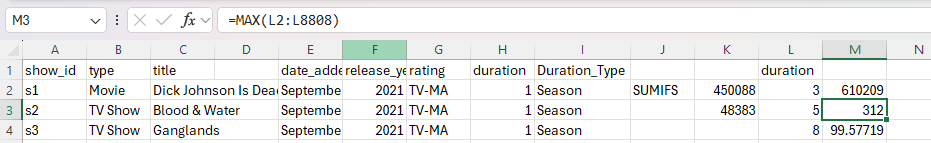 M3 fx =MAX(L2:L8808)
A B C D E F G H I J K L M N
1 show_id type title date_adde release_ye rating duration Duration_Type duration
2 s1 Movie Dick Johnson Is Dea Septembe 2021 TV-MA 1 Season SUMIFS 450088 3 610209
3 s2 TV Show Blood & Water Septembe 2021 TV-MA 1 Season 48383 5 312
4 s3 TV Show Ganglands Septembe 2021 TV-MA 1 Season 8 99.57719